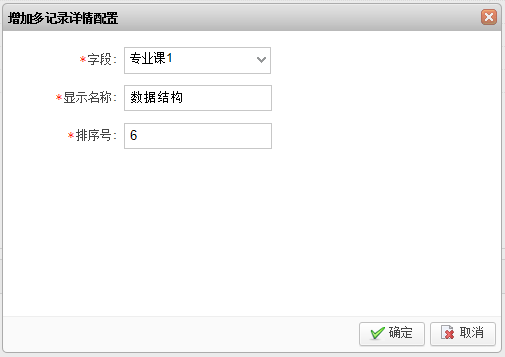 增加多记录详情配置
*字段: 专业课1
*显示名称: 数据结构
*排序号: 6
确定 取消